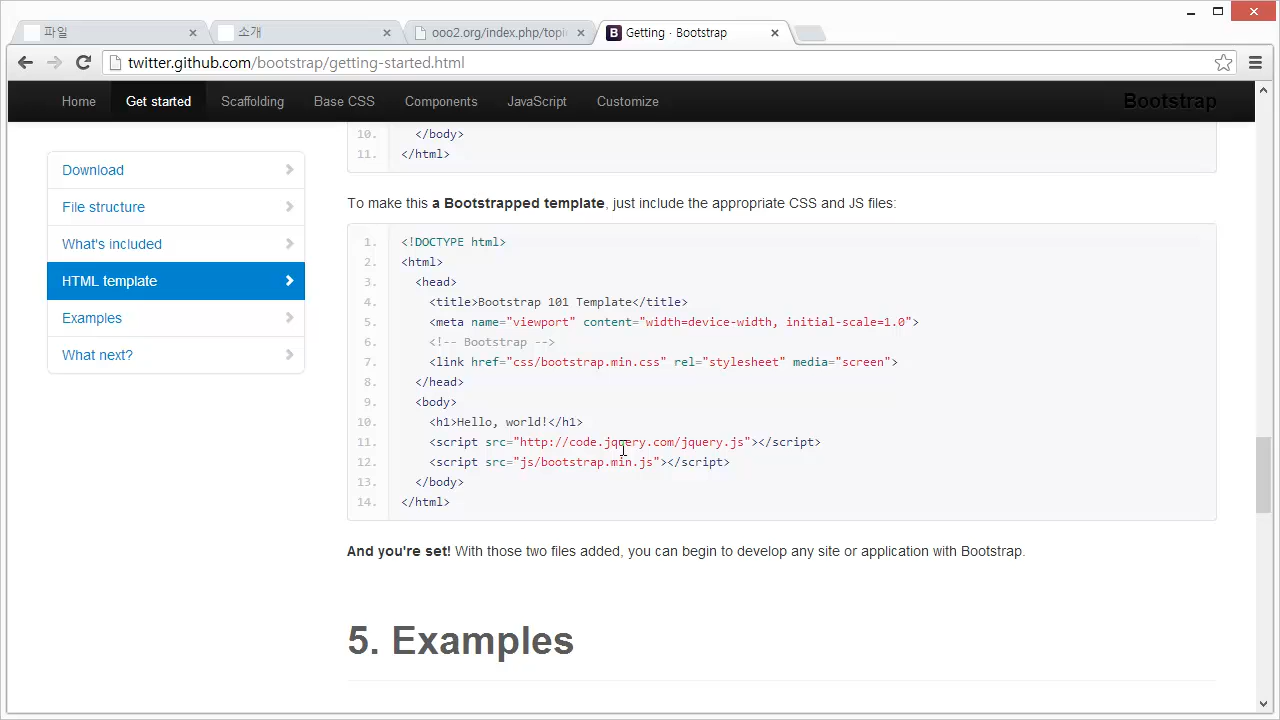 파일
소개
ooo2.org/index.php/topi
Getting · Bootstrap
twitter.github.com/bootstrap/getting-started.html
Home Get started Scaffolding Base CSS Components JavaScript Customize Bootstrap
Download
File structure
What's included
HTML template
Examples
What next?
10. </body>
11. </html>
To make this a Bootstrapped template, just include the appropriate CSS and JS files:
1. <!DOCTYPE html>
2. <html>
3. <head>
4. <title>Bootstrap 101 Template</title>
5. <meta name="viewport" content="width=device-width, initial-scale=1.0">
6. <!-- Bootstrap -->
7. <link href="css/bootstrap.min.css" rel="stylesheet" media="screen">
8. </head>
9. <body>
10. <h1>Hello, world!</h1>
11. <script src="http://code.jquery.com/jquery.js"></script>
12. <script src="js/bootstrap.min.js"></script>
13. </body>
14. </html>
And you're set! With those two files added, you can begin to develop any site or application with Bootstrap.
5. Examples